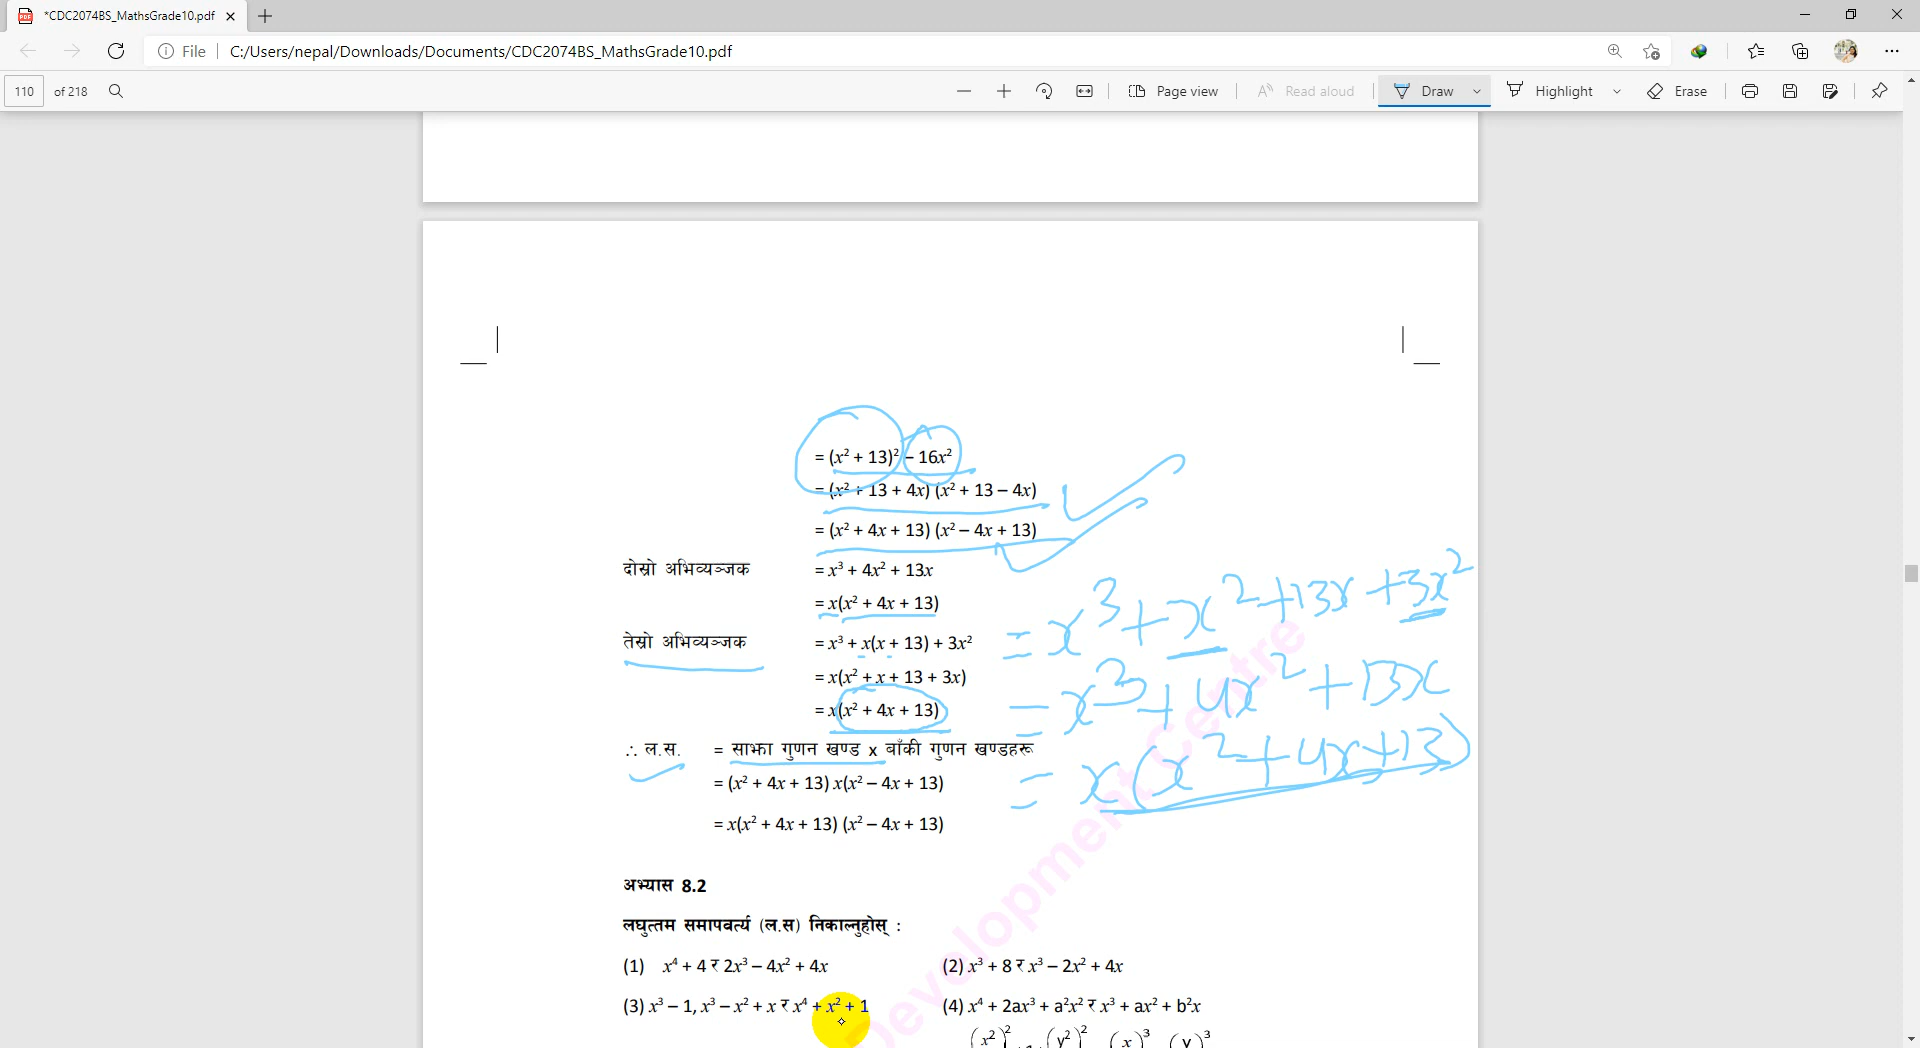 *CDC2074BS_MathsGrade10.pdf
File C:/Users/nepal/Downloads/Documents/CDC2074BS_MathsGrade10.pdf
110 of 218 Page view Read aloud Draw Highlight Erase
= (x² + 13)² – 16x²
= (x² + 13 + 4x) (x² + 13 – 4x)
= (x² + 4x + 13) (x² – 4x + 13)
दोस्रो अभिव्यञ्जक = x³ + 4x² + 13x
= x(x² + 4x + 13)
= x³ + x² + 13x + 3x²
तेस्रो अभिव्यञ्जक = x³ + x(x + 13) + 3x²
= x(x² + x + 13 + 3x)
= x³ + 4x² + 13x
= x(x² + 4x + 13)
∴ ल.स. = साझा गुणन खण्ड x बाँकी गुणन खण्डहरू
= x(x² + 4x + 13)
= (x² + 4x + 13) x(x² – 4x + 13)
= x(x² + 4x + 13) (x² – 4x + 13)
अभ्यास 8.2
लघुत्तम समापवर्त्य (ल.स) निकाल्नुहोस् :
(1) x⁴ + 4 र 2x³ – 4x² + 4x (2) x³ + 8 र x³ – 2x² + 4x
(3) x³ – 1, x³ – x² + x र x⁴ + x² + 1 (4) x⁴ + 2ax³ + a²x² र x³ + ax² + b²x
Development Centre